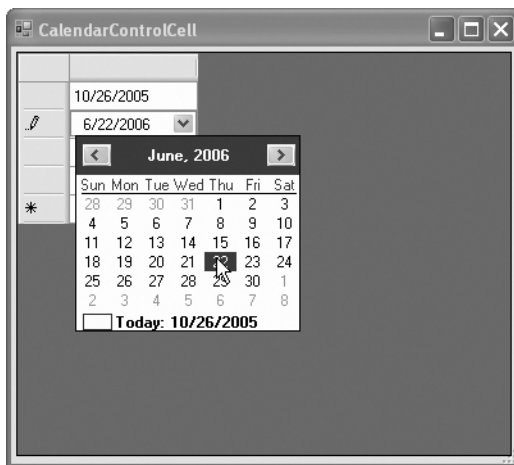 CalendarControlCell
10/26/2005
6/22/2006
June, 2006
Sun Mon Tue Wed Thu Fri Sat
28 29 30 31 1 2 3
4 5 6 7 8 9 10
11 12 13 14 15 16 17
18 19 20 21 22 23 24
25 26 27 28 29 30 1
2 3 4 5 6 7 8
Today: 10/26/2005